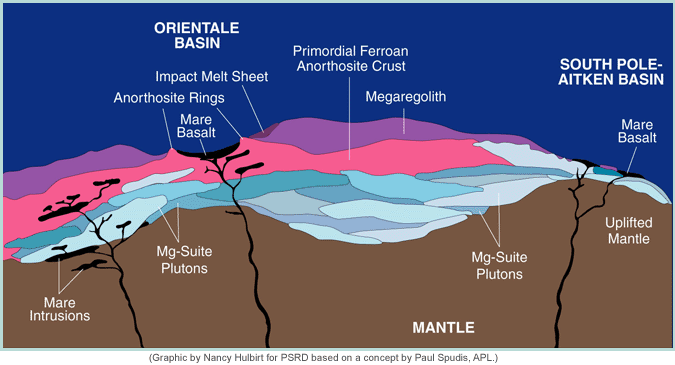 ORIENTALE
BASIN
Primordial Ferroan
Anorthosite Crust
SOUTH POLE-
AITKEN BASIN
Impact Melt Sheet
Anorthosite Rings
Megaregolith
Mare
Basalt
Mare
Basalt
Uplifted
Mantle
Mg-Suite
Plutons
Mg-Suite
Plutons
Mare
Intrusions
MANTLE
(Graphic by Nancy Hulbirt for PSRD based on a concept by Paul Spudis, APL.)